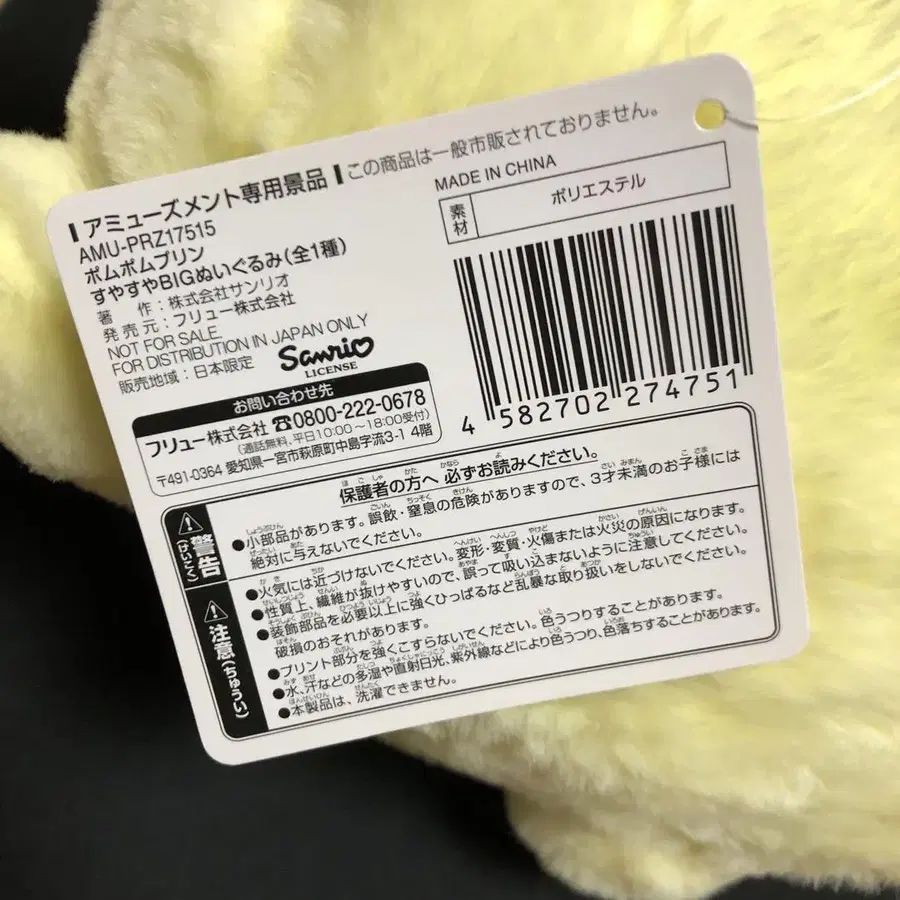 アミューズメント専用景品
この商品は一般市販されておりません。
AMU-PRZ17515
ポムポムプリン
すやすやBIGぬいぐるみ(全1種)
著 作:株式会社サンリオ
発 売 元:フリュー株式会社
NOT FOR SALE
FOR DISTRIBUTION IN JAPAN ONLY
販売地域:日本限定
Sanrio
LICENSE
MADE IN CHINA
素材 ポリエステル
4 582702 274751
お問い合わせ先
フリュー株式会社 ☎0800-222-0678
(通話無料、平日10:00〜18:00受付)
〒491-0364 愛知県一宮市萩原町中島字流3-1 4階
保護者の方へ 必ずお読みください。
警告(けいこく)
●小部品があります。誤飲・窒息の危険がありますので、3才未満のお子様には
絶対に与えないでください。
注意(ちゅうい)
●火気には近づけないでください。変形・変質・火傷または火災の原因になります。
●性質上、繊維が抜けやすいので、誤って吸い込まないように注意してください。
●装飾部品を必要以上に強くひっぱるなど乱暴な取り扱いをしないでください。
破損のおそれがあります。
●プリント部分を強くこすらないでください。色うつりすることがあります。
●水、汗などの多湿や直射日光、紫外線などにより色うつり、色落ちすることがあります。
●本製品は、洗濯できません。